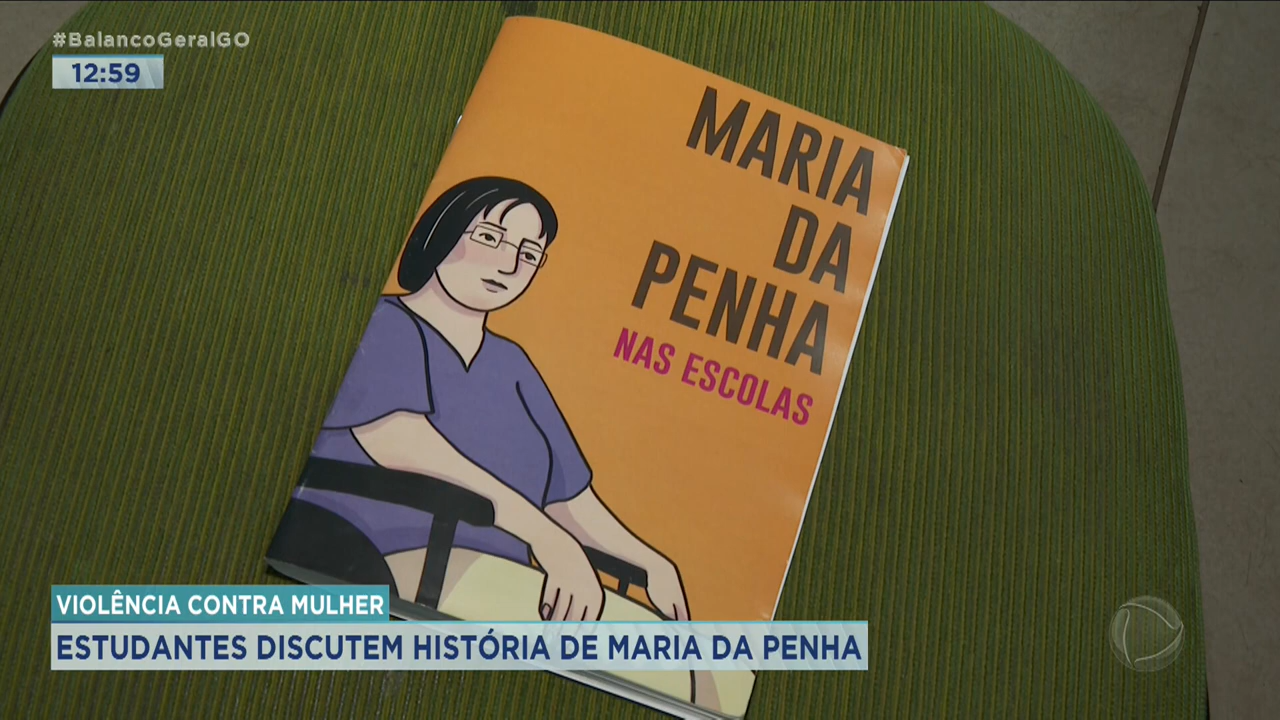 #BalancoGeralGO
12:59
MARIA
DA
PENHA
NAS ESCOLAS
VIOLÊNCIA CONTRA MULHER
ESTUDANTES DISCUTEM HISTÓRIA DE MARIA DA PENHA